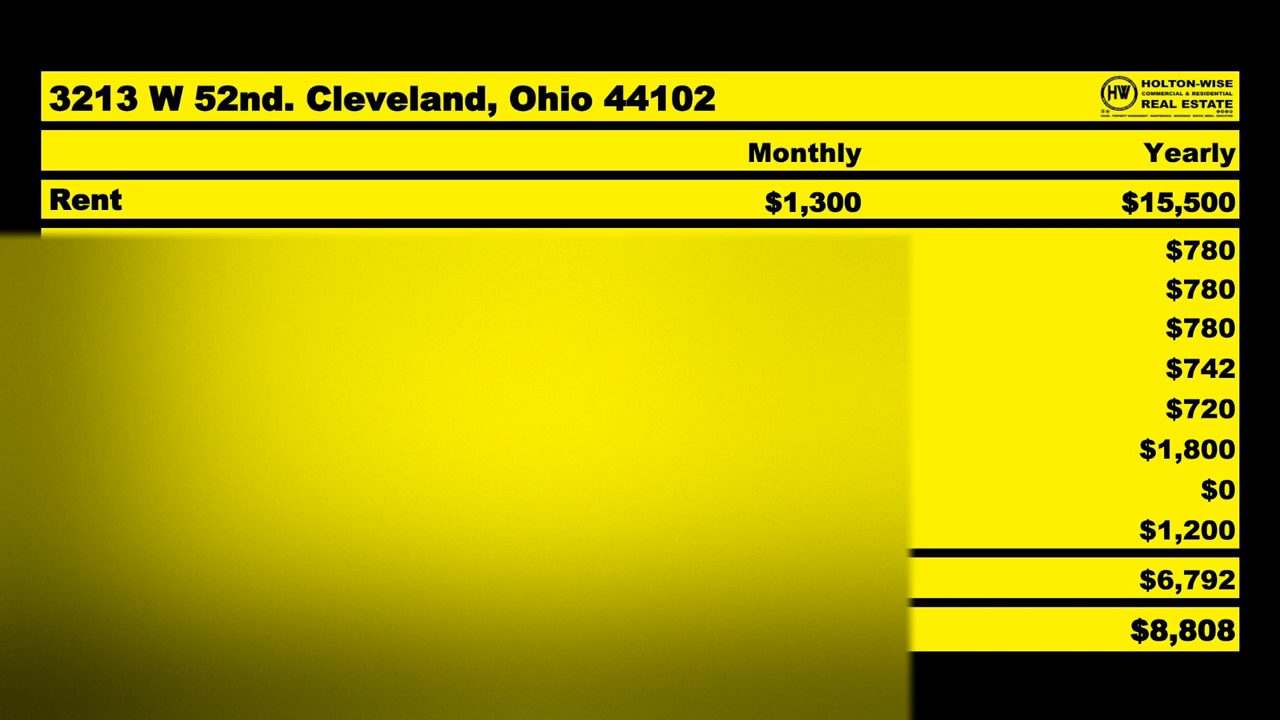 3213 W 52nd. Cleveland, Ohio 44102
HW
HOLTON-WISE
COMMERCIAL & RESIDENTIAL
REAL ESTATE
Monthly Yearly
Rent $1,300 $15,500
$780
$780
$780
$742
$720
$1,800
$0
$1,200
$6,792
$8,808